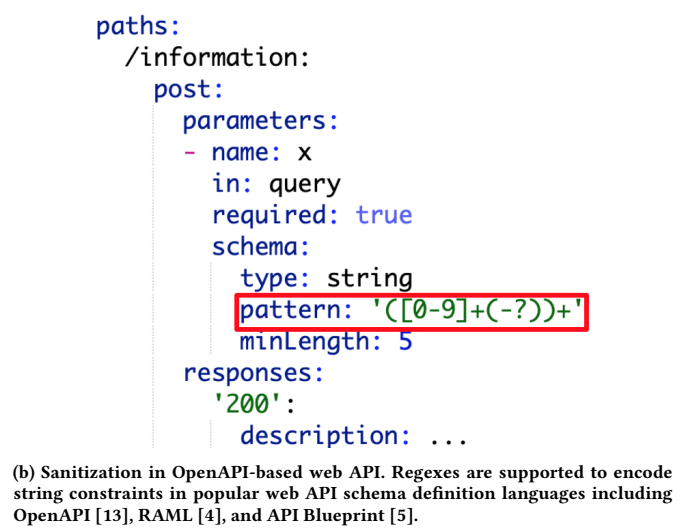 paths:
/information:
post:
parameters:
- name: x
in: query
required: true
schema:
type: string
pattern: '([0-9]+(-?))+'
minLength: 5
responses:
'200':
description: ...
(b) Sanitization in OpenAPI-based web API. Regexes are supported to encode
string constraints in popular web API schema definition languages including
OpenAPI [13], RAML [4], and API Blueprint [5].